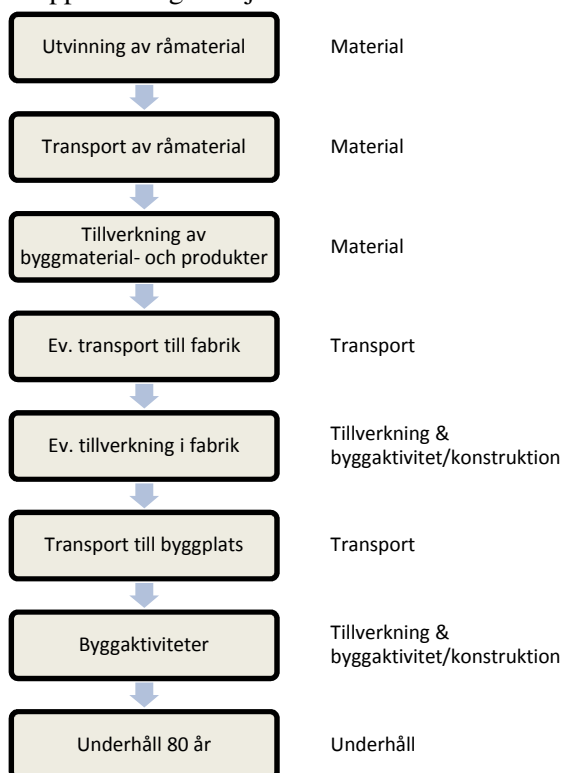 Utvinning av råmaterial
Material
Transport av råmaterial
Material
Tillverkning av
byggmaterial- och produkter
Material
Ev. transport till fabrik
Transport
Ev. tillverkning i fabrik
Tillverkning &
byggaktivitet/konstruktion
Transport till byggplats
Transport
Byggaktiviteter
Tillverkning &
byggaktivitet/konstruktion
Underhåll 80 år
Underhåll